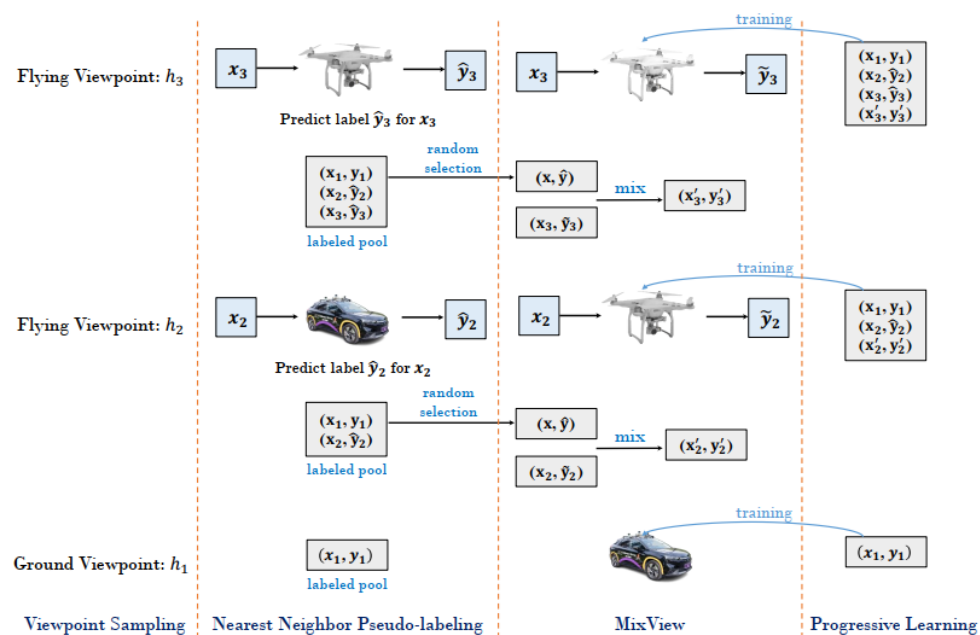 training
Flying Viewpoint: h₃
x₃
ŷ₃
x₃
ỹ₃
(x₁, y₁)
(x₂, ŷ₂)
(x₃, ŷ₃)
(x′₃, y′₃)
Predict label ŷ₃ for x₃
random
selection
(x₁, y₁)
(x₂, ŷ₂)
(x₃, ŷ₃)
labeled pool
(x, ŷ)
(x₃, ỹ₃)
mix
(x′₃, y′₃)
training
Flying Viewpoint: h₂
x₂
ŷ₂
x₂
ỹ₂
(x₁, y₁)
(x₂, ŷ₂)
(x′₂, y′₂)
Predict label ŷ₂ for x₂
random
selection
(x₁, y₁)
(x₂, ŷ₂)
labeled pool
(x, ŷ)
(x₂, ỹ₂)
mix
(x′₂, y′₂)
training
Ground Viewpoint: h₁
(x₁, y₁)
labeled pool
(x₁, y₁)
Viewpoint Sampling
Nearest Neighbor Pseudo-labeling
MixView
Progressive Learning